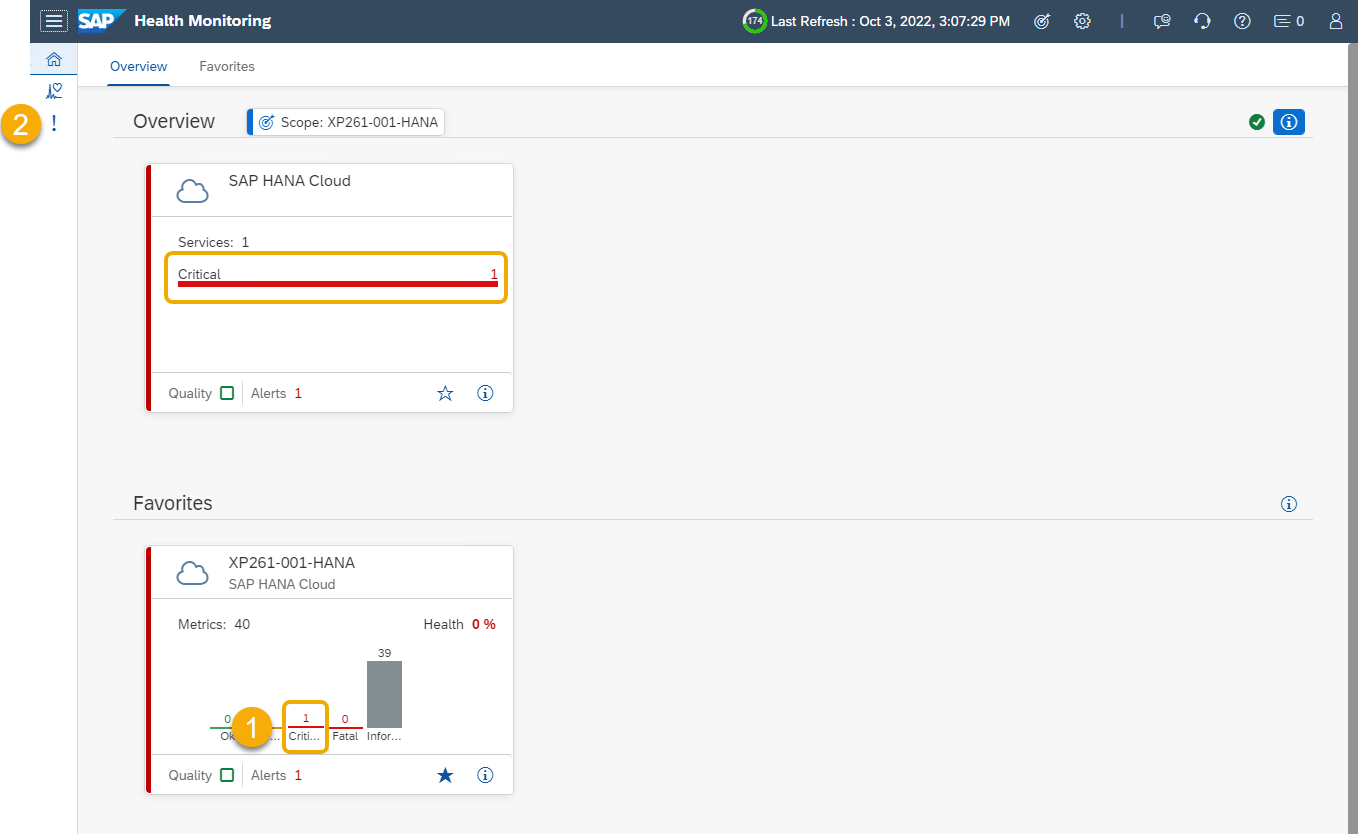 SAP Health Monitoring 174 Last Refresh : Oct 3, 2022, 3:07:29 PM 0
Overview Favorites
2
Overview Scope: XP261-001-HANA
SAP HANA Cloud
Services: 1
Critical 1
Quality Alerts 1
Favorites
XP261-001-HANA
SAP HANA Cloud
Metrics: 40 Health 0 %
39
0 1 0
1
Ok ... Criti... Fatal Infor...
Quality Alerts 1